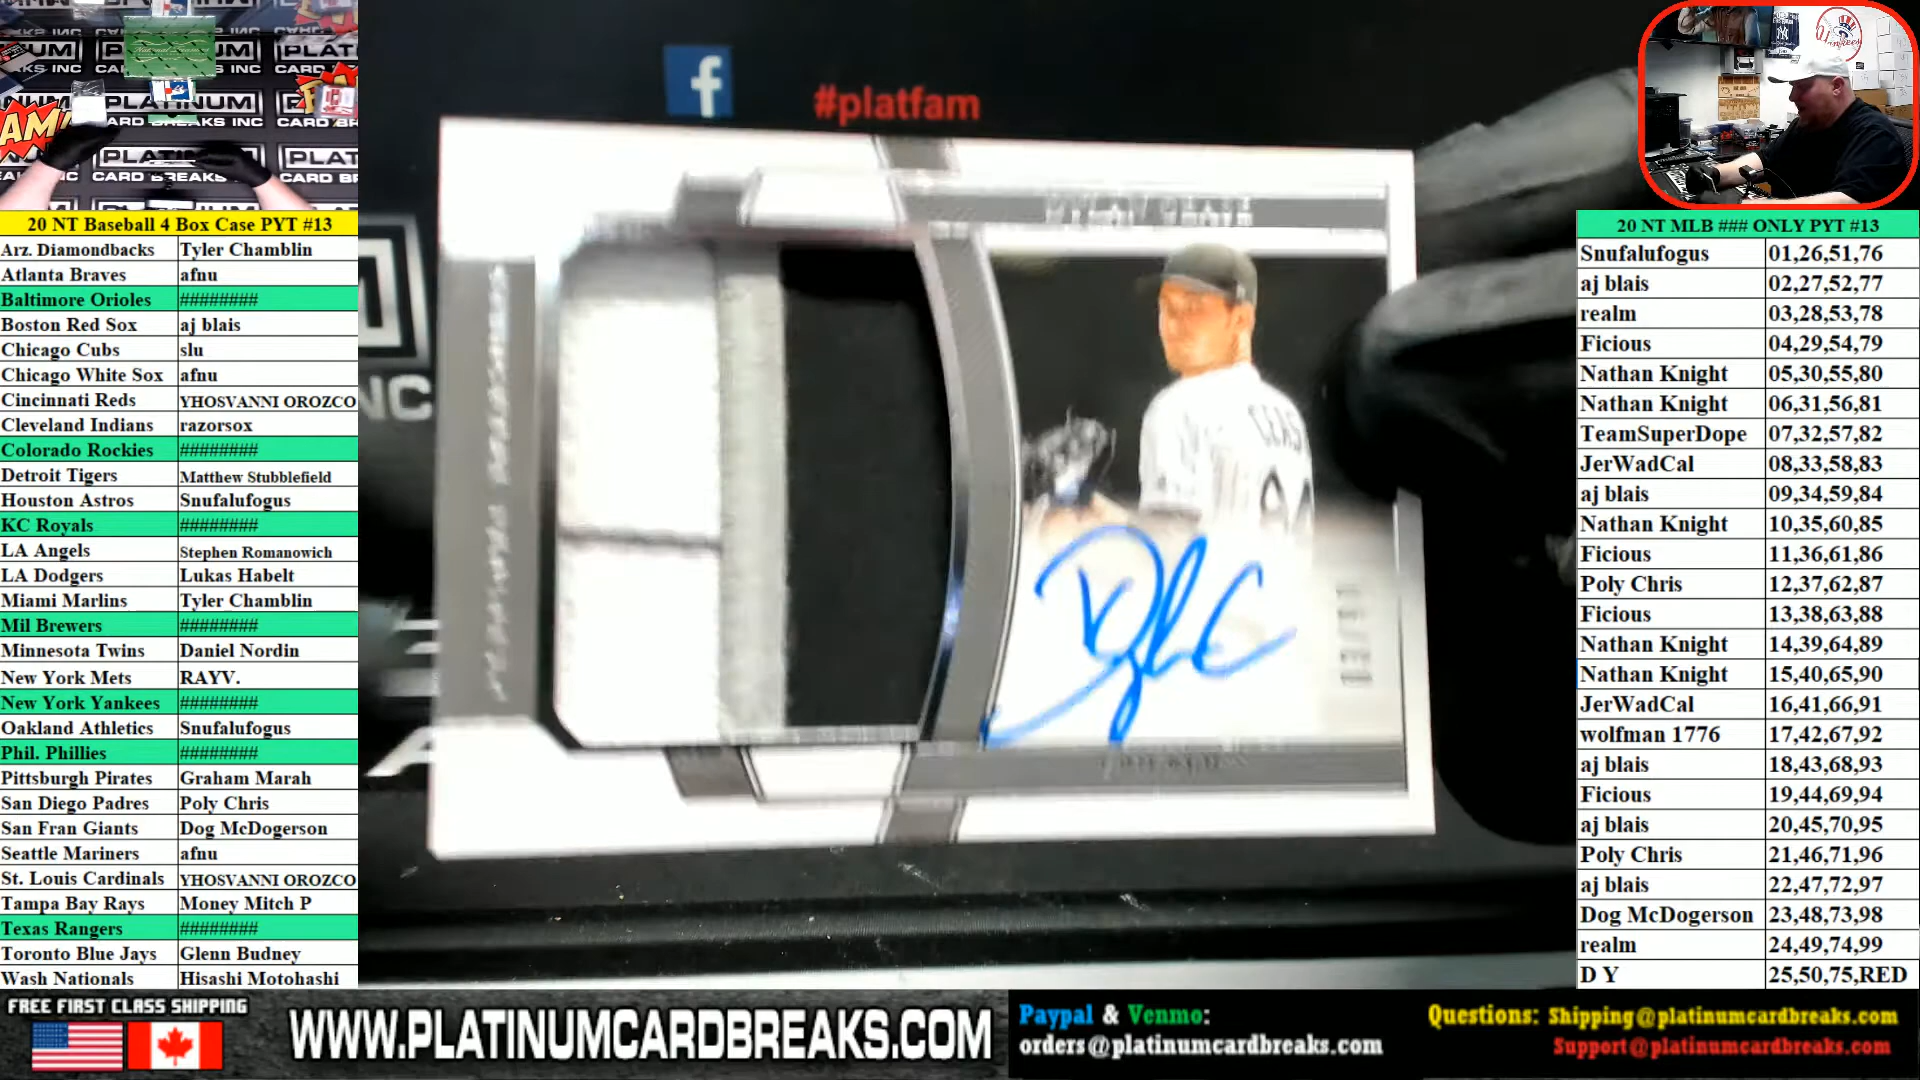 #platfam
PLATINUM
CARD BREAKS INC
20 NT Baseball 4 Box Case PYT #13
Arz. Diamondbacks Tyler Chamblin
Atlanta Braves afnu
Baltimore Orioles ########
Boston Red Sox aj blais
Chicago Cubs slu
Chicago White Sox afnu
Cincinnati Reds YHOSVANNI OROZCO
Cleveland Indians razorsox
Colorado Rockies ########
Detroit Tigers Matthew Stubblefield
Houston Astros Snufalufogus
KC Royals ########
LA Angels Stephen Romanowich
LA Dodgers Lukas Habelt
Miami Marlins Tyler Chamblin
Mil Brewers ########
Minnesota Twins Daniel Nordin
New York Mets RAYV.
New York Yankees ########
Oakland Athletics Snufalufogus
Phil. Phillies ########
Pittsburgh Pirates Graham Marah
San Diego Padres Poly Chris
San Fran Giants Dog McDogerson
Seattle Mariners afnu
St. Louis Cardinals YHOSVANNI OROZCO
Tampa Bay Rays Money Mitch P
Texas Rangers ########
Toronto Blue Jays Glenn Budney
Wash Nationals Hisashi Motohashi
20 NT MLB ### ONLY PYT #13
Snufalufogus 01,26,51,76
aj blais 02,27,52,77
realm 03,28,53,78
Ficious 04,29,54,79
Nathan Knight 05,30,55,80
Nathan Knight 06,31,56,81
TeamSuperDope 07,32,57,82
JerWadCal 08,33,58,83
aj blais 09,34,59,84
Nathan Knight 10,35,60,85
Ficious 11,36,61,86
Poly Chris 12,37,62,87
Ficious 13,38,63,88
Nathan Knight 14,39,64,89
Nathan Knight 15,40,65,90
JerWadCal 16,41,66,91
wolfman 1776 17,42,67,92
aj blais 18,43,68,93
Ficious 19,44,69,94
aj blais 20,45,70,95
Poly Chris 21,46,71,96
aj blais 22,47,72,97
Dog McDogerson 23,48,73,98
realm 24,49,74,99
D Y 25,50,75,RED
FREE FIRST CLASS SHIPPING
WWW.PLATINUMCARDBREAKS.COM
Paypal & Venmo:
orders@platinumcardbreaks.com
Questions: Shipping@platinumcardbreaks.com
Support@platinumcardbreaks.com